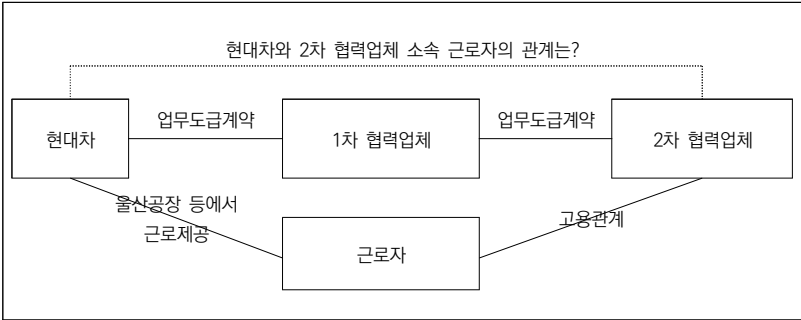 현대차와 2차 협력업체 소속 근로자의 관계는?
현대차
업무도급계약
1차 협력업체
업무도급계약
2차 협력업체
울산공장 등에서
근로제공
근로자
고용관계